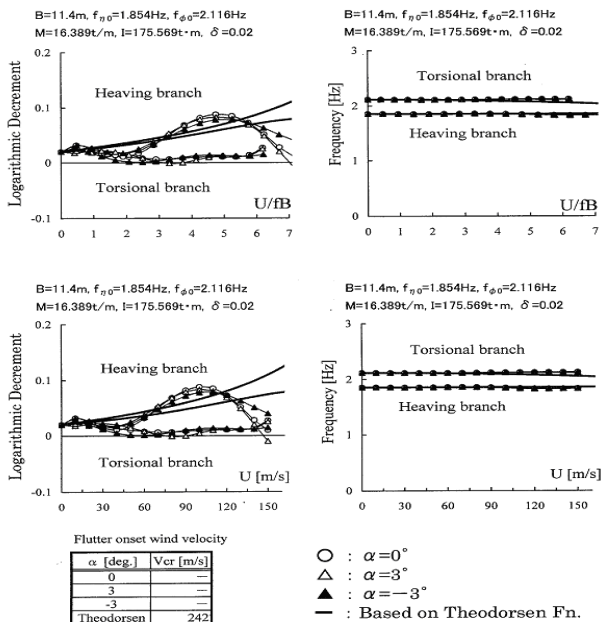 B=11.4m, fη0=1.854Hz, fφ0=2.116Hz
M=16.389t/m, I=175.569t·m, δ=0.02
0.2
0.1
0
-0.1
Logarithmic Decrement
Heaving branch
Torsional branch
U/fB
0 1 2 3 4 5 6 7
B=11.4m, fη0=1.854Hz, fφ0=2.116Hz
M=16.389t/m, I=175.569t·m, δ=0.02
3
2
1
0
Frequency [Hz]
Torsional branch
Heaving branch
U/fB
0 1 2 3 4 5 6 7
B=11.4m, fη0=1.854Hz, fφ0=2.116Hz
M=16.389t/m, I=175.569t·m, δ=0.02
0.2
0.1
0
-0.1
Logarithmic Decrement
Heaving branch
Torsional branch
U [m/s]
0 30 60 90 120 150
B=11.4m, fη0=1.854Hz, fφ0=2.116Hz
M=16.389t/m, I=175.569t·m, δ=0.02
3
2
1
0
Frequency [Hz]
Torsional branch
Heaving branch
U [m/s]
0 30 60 90 120 150
Flutter onset wind velocity
α [deg.] Vcr [m/s]
0 —
3 —
-3 —
Theodorsen 242
○ : α=0°
△ : α=3°
▲ : α=−3°
— : Based on Theodorsen Fn.